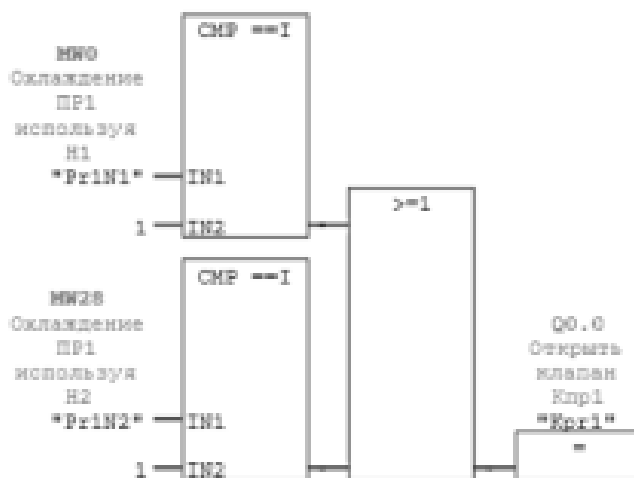 CMP ==I
MW0
Охлаждение
ПР1
используя
Н1
"Pr1N1"
IN1
1
IN2
>=1
CMP ==I
MW28
Охлаждение
ПР1
используя
Н2
"Pr1N2"
IN1
1
IN2
Q0.0
Открыть
клапан
Кпр1
"Kpr1"
=